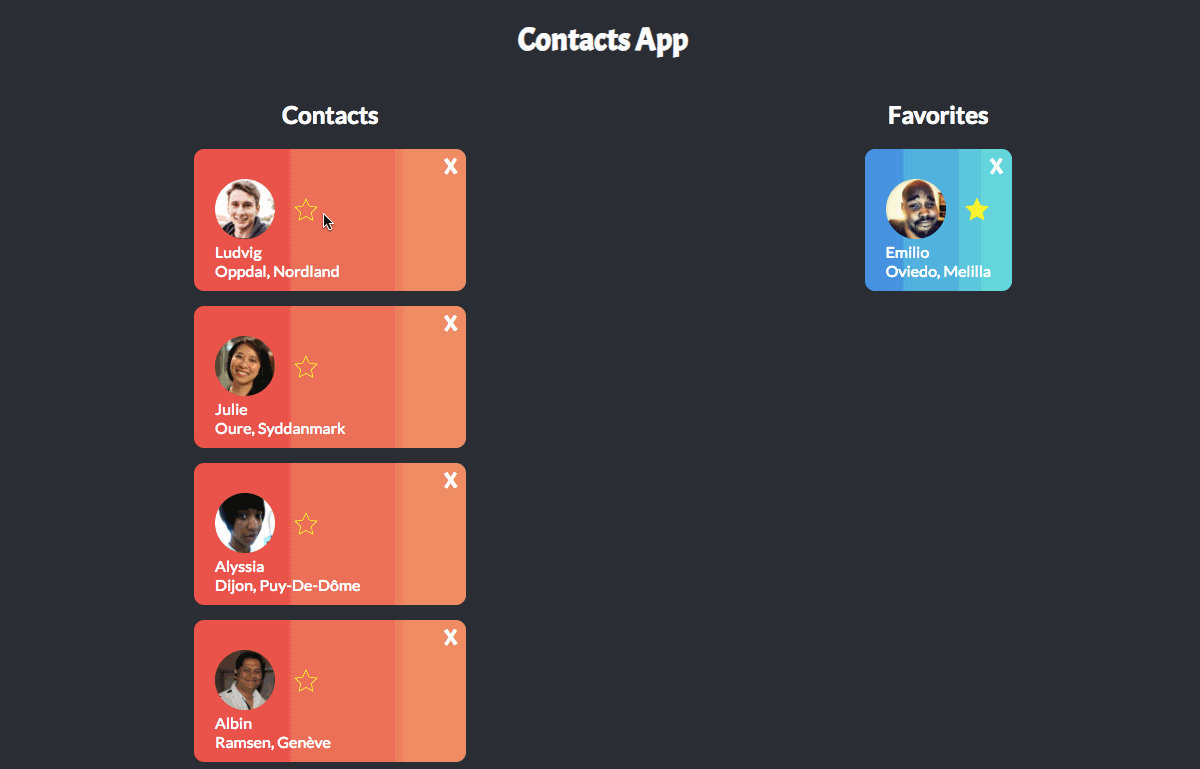 Contacts App
Contacts
X
Ludvig
Oppdal, Nordland
X
Julie
Oure, Syddanmark
X
Alyssia
Dijon, Puy-De-Dôme
X
Albin
Ramsen, Genève
Favorites
X
Emilio
Oviedo, Melilla